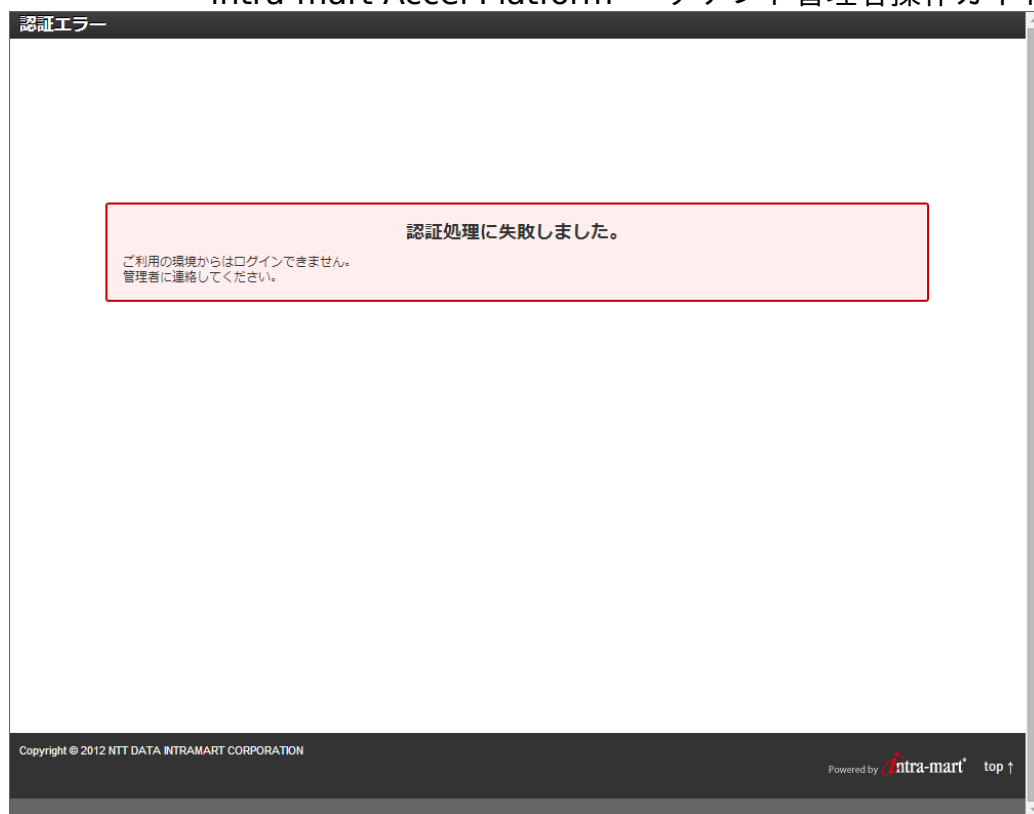 認証エラー
認証処理に失敗しました。
ご利用の環境からはログインできません。
管理者に連絡してください。
Copyright © 2012 NTT DATA INTRAMART CORPORATION
Powered by intra-mart® top ↑